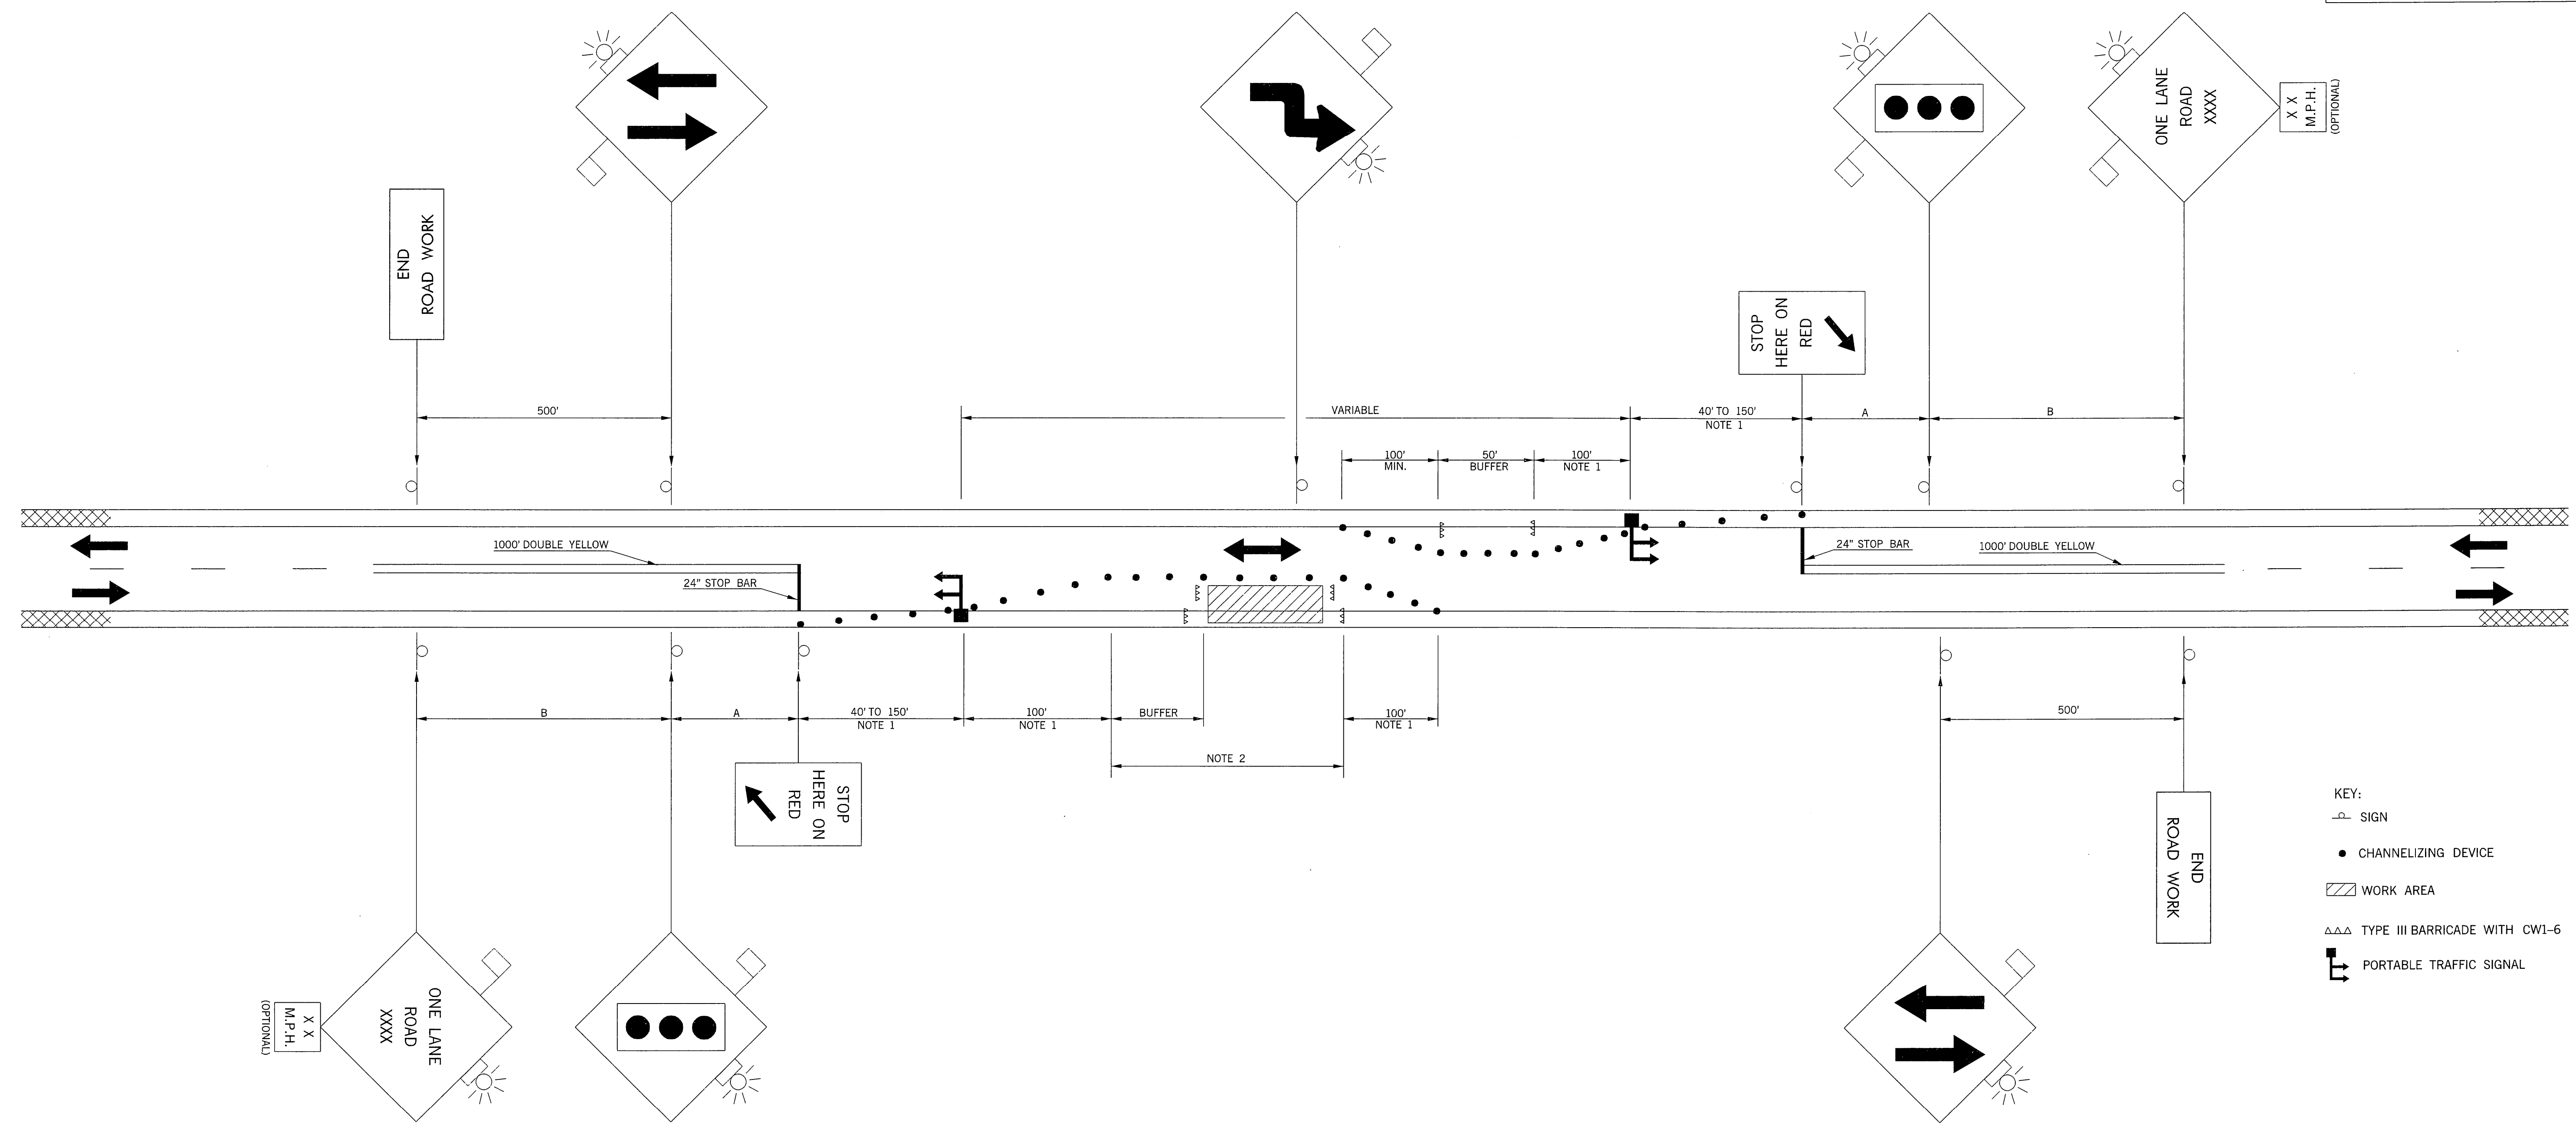 ONE LANE
ROAD
XXXX
X X
M.P.H.
(OPTIONAL)
END
ROAD WORK
STOP
HERE ON
RED
500'
VARIABLE
40' TO 150'
NOTE 1
A
B
100'
MIN.
50'
BUFFER
100'
NOTE 1
1000' DOUBLE YELLOW
24" STOP BAR
24" STOP BAR
1000' DOUBLE YELLOW
B
A
40' TO 150'
NOTE 1
100'
NOTE 1
BUFFER
100'
NOTE 1
500'
NOTE 2
STOP
HERE ON
RED
END
ROAD WORK
ONE LANE
ROAD
XXXX
X X
M.P.H.
(OPTIONAL)
KEY:
SIGN
CHANNELIZING DEVICE
WORK AREA
TYPE III BARRICADE WITH CW1-6
PORTABLE TRAFFIC SIGNAL